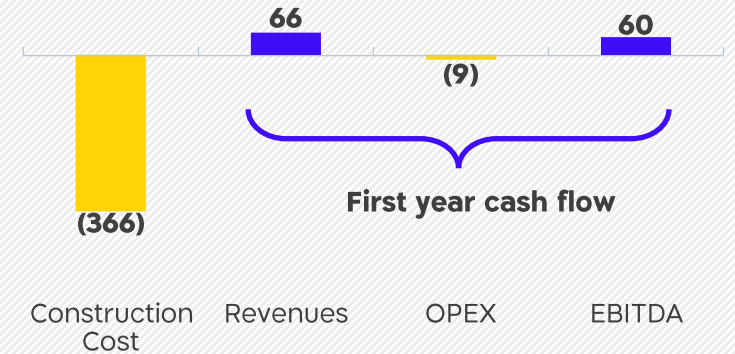 66
60
(9)
(366)
First year cash flow
Construction
Cost
Revenues
OPEX
EBITDA